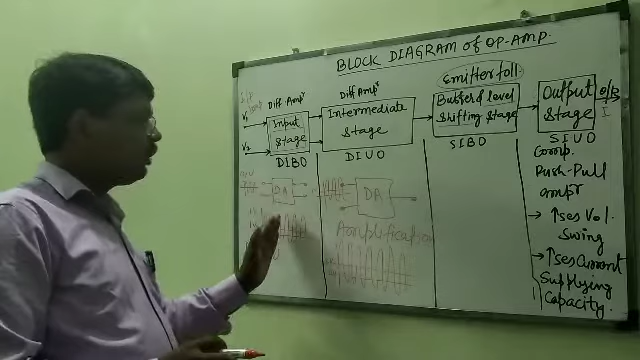 BLOCK DIAGRAM of OP-AMP.
Emitter foll.
Diff Ampr
Diff Ampr
V1
V2
Input
Stage
Intermediate
Stage
Buffer & level
Shifting Stage
Output
Stage
O/P
DIBO
DIUO
SIBO
SIUO
DA
DA
Amplification
Comp.
Push-Pull
ampr
→ ↑ses Vol.
Swing
→ ↑ses Current
Supplying
Capacity.